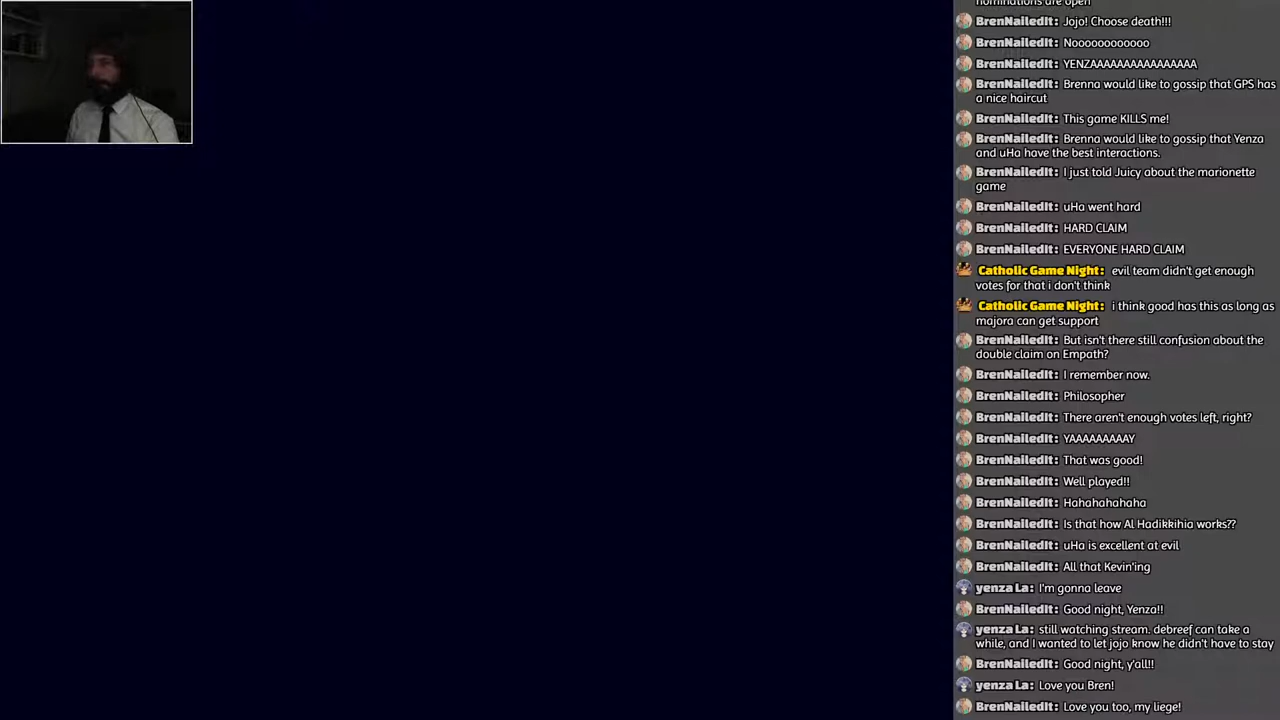 nominations are open
BrenNailedIt: Jojo! Choose death!!!
BrenNailedIt: Noooooooooooo
BrenNailedIt: YENZAAAAAAAAAAAAAAAA
BrenNailedIt: Brenna would like to gossip that GPS has
a nice haircut
BrenNailedIt: This game KILLS me!
BrenNailedIt: Brenna would like to gossip that Yenza
and uHa have the best interactions.
BrenNailedIt: I just told Juicy about the marionette
game
BrenNailedIt: uHa went hard
BrenNailedIt: HARD CLAIM
BrenNailedIt: EVERYONE HARD CLAIM
Catholic Game Night: evil team didn't get enough
votes for that i don't think
Catholic Game Night: i think good has this as long as
majora can get support
BrenNailedIt: But isn't there still confusion about the
double claim on Empath?
BrenNailedIt: I remember now.
BrenNailedIt: Philosopher
BrenNailedIt: There aren't enough votes left, right?
BrenNailedIt: YAAAAAAAAAY
BrenNailedIt: That was good!
BrenNailedIt: Well played!!
BrenNailedIt: Hahahahahaha
BrenNailedIt: Is that how Al Hadikkihia works??
BrenNailedIt: uHa is excellent at evil
BrenNailedIt: All that Kevin'ing
yenza La: I'm gonna leave
BrenNailedIt: Good night, Yenza!!
yenza La: still watching stream. debreef can take a
while, and I wanted to let jojo know he didn't have to stay
BrenNailedIt: Good night, y'all!!
yenza La: Love you Bren!
BrenNailedIt: Love you too, my liege!